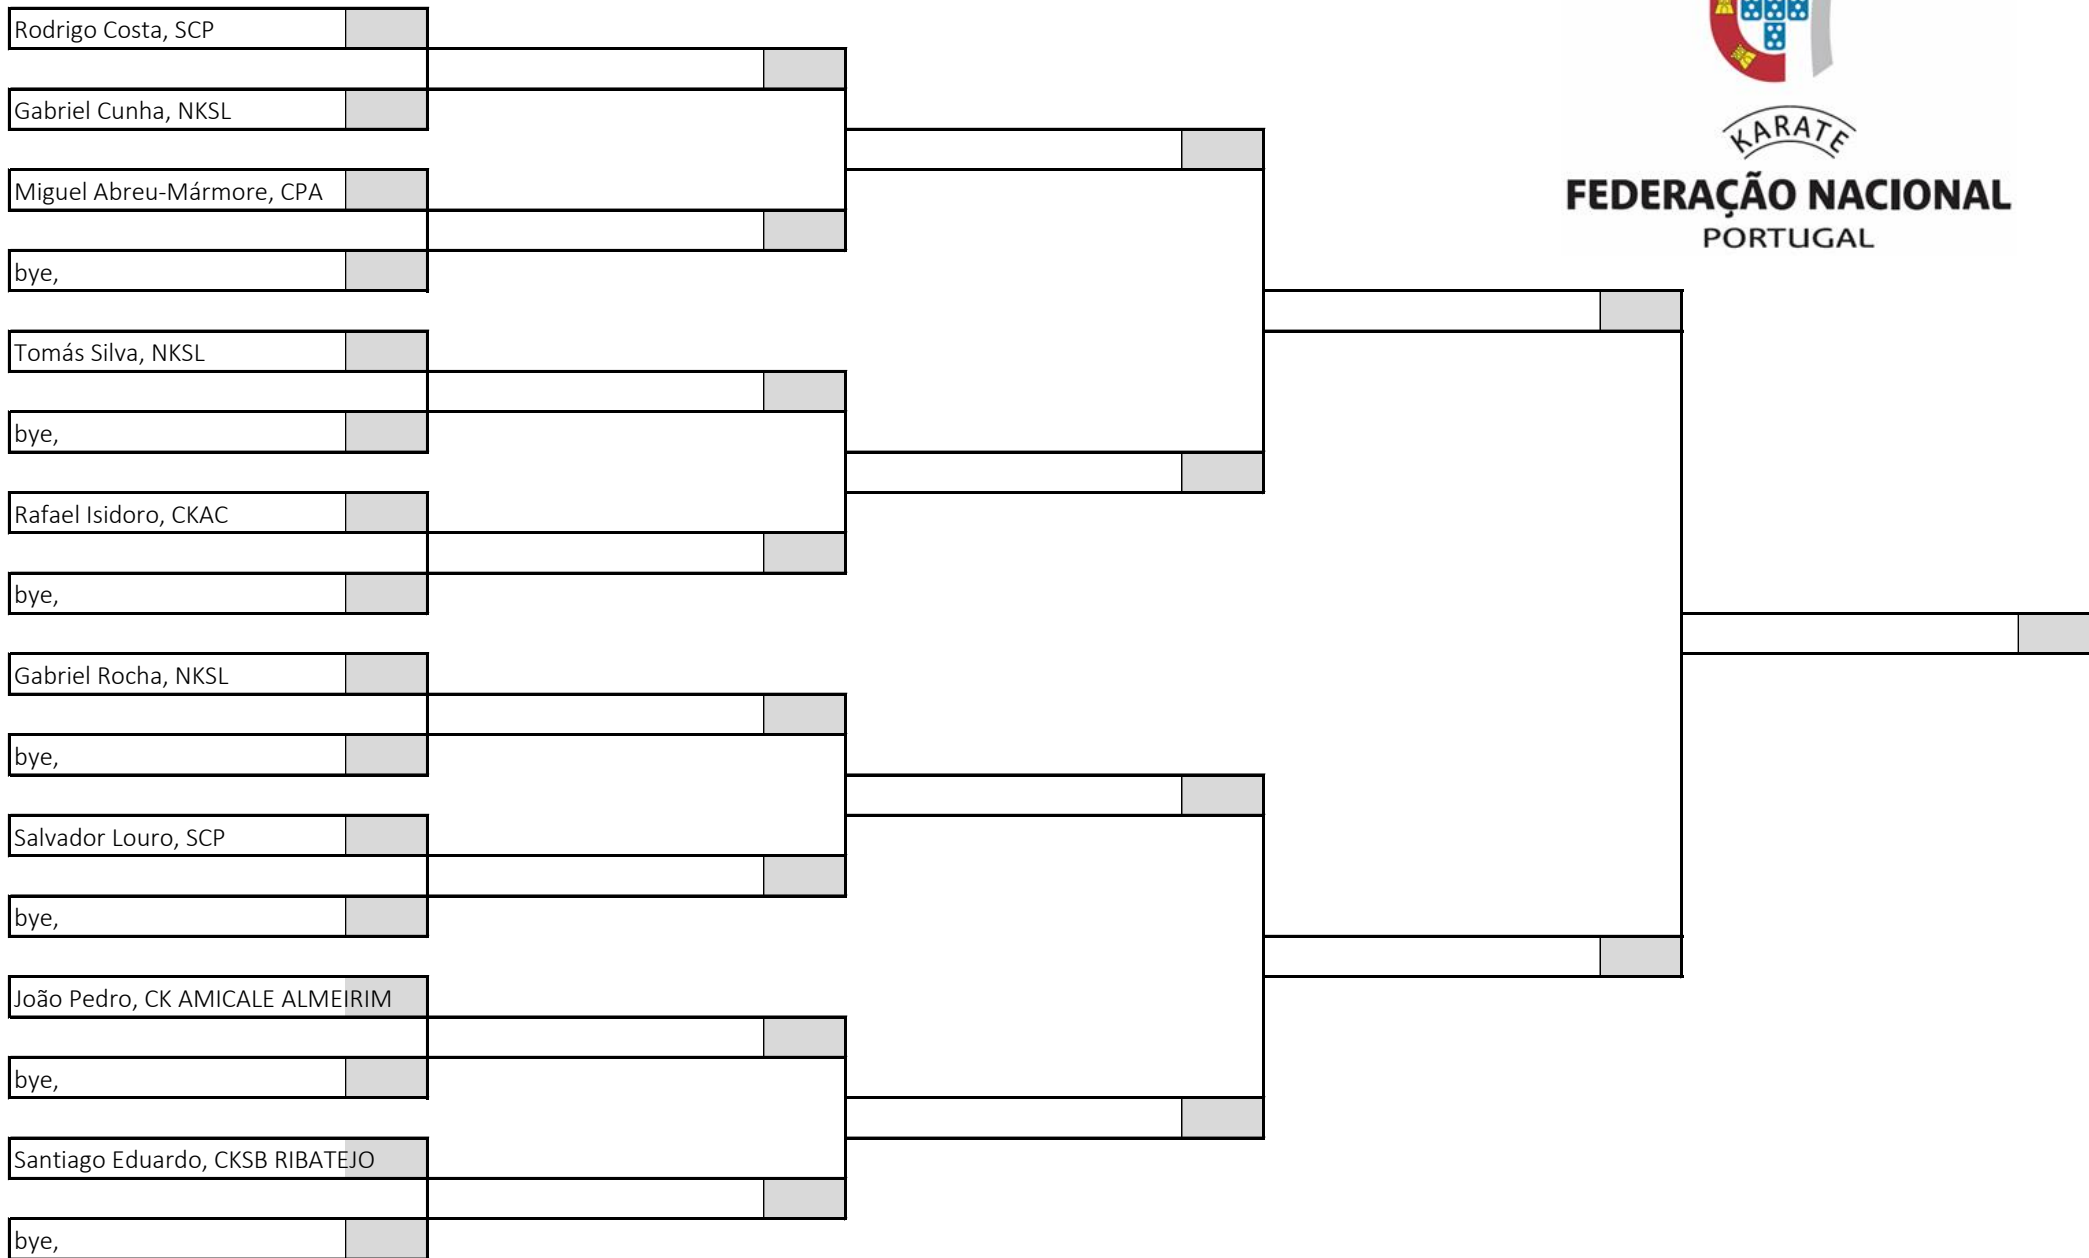 Rodrigo Costa, SCP
Gabriel Cunha, NKSL
Miguel Abreu-Mármore, CPA
bye,
Tomás Silva, NKSL
bye,
Rafael Isidoro, CKAC
bye,
Gabriel Rocha, NKSL
bye,
Salvador Louro, SCP
bye,
João Pedro, CK AMICALE ALMEIRIM
bye,
Santiago Eduardo, CKSB RIBATEJO
bye,
KARATE
FEDERAÇÃO NACIONAL
PORTUGAL